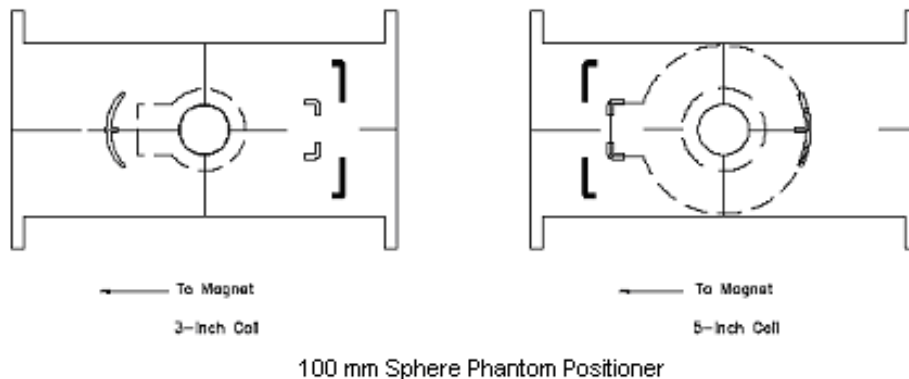 To Magnet
To Magnet
3-Inch Coil
5-Inch Coil
100 mm Sphere Phantom Positioner